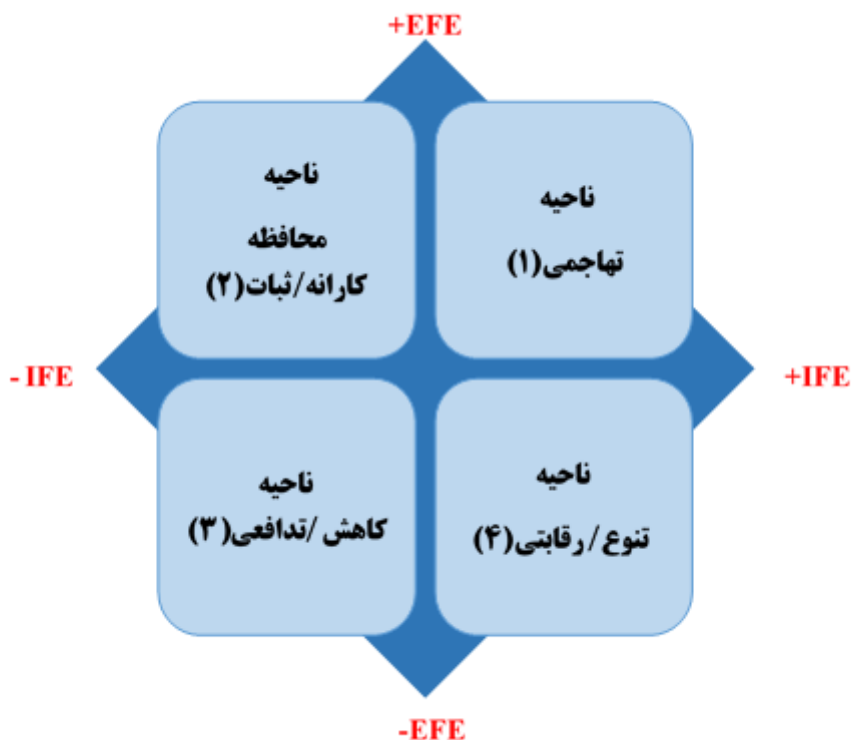 +EFE
ناحیه
تهاجمی(۱)
ناحیه
محافظه
کارانه/ثبات(۲)
- IFE
+IFE
ناحیه
کاهش/تدافعی(۳)
ناحیه
تنوع/رقابتی(۴)
-EFE